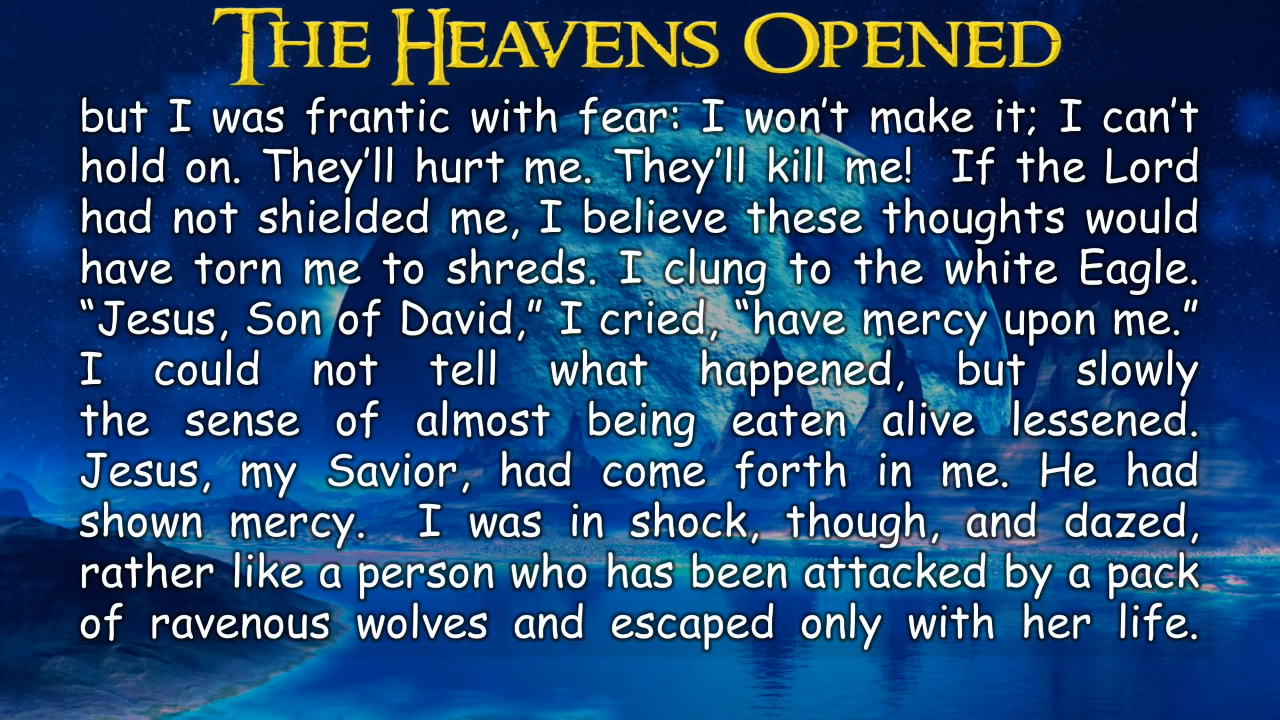 The Heavens Opened
but I was frantic with fear: I won’t make it; I can’t
hold on. They’ll hurt me. They’ll kill me!  If the Lord
had not shielded me, I believe these thoughts would
have torn me to shreds. I clung to the white Eagle.
“Jesus, Son of David,” I cried, “have mercy upon me.”
I could not tell what happened, but slowly
the sense of almost being eaten alive lessened.
Jesus, my Savior, had come forth in me. He had
shown mercy.  I was in shock, though, and dazed,
rather like a person who has been attacked by a pack
of ravenous wolves and escaped only with her life.